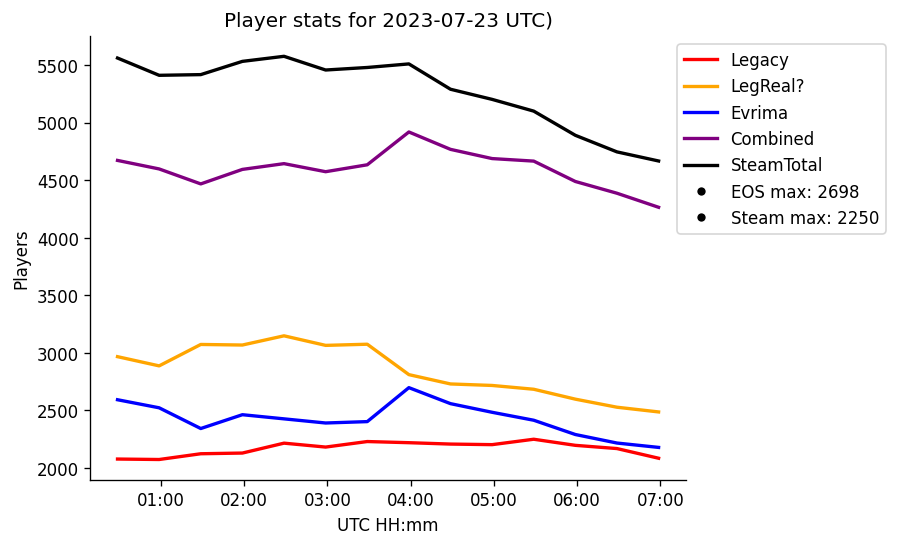 Player stats for 2023-07-23 UTC)
Legacy
LegReal?
Evrima
Combined
SteamTotal
EOS max: 2698
Steam max: 2250
Players
5500
5000
4500
4000
3500
3000
2500
2000
01:00 02:00 03:00 04:00 05:00 06:00 07:00
UTC HH:mm